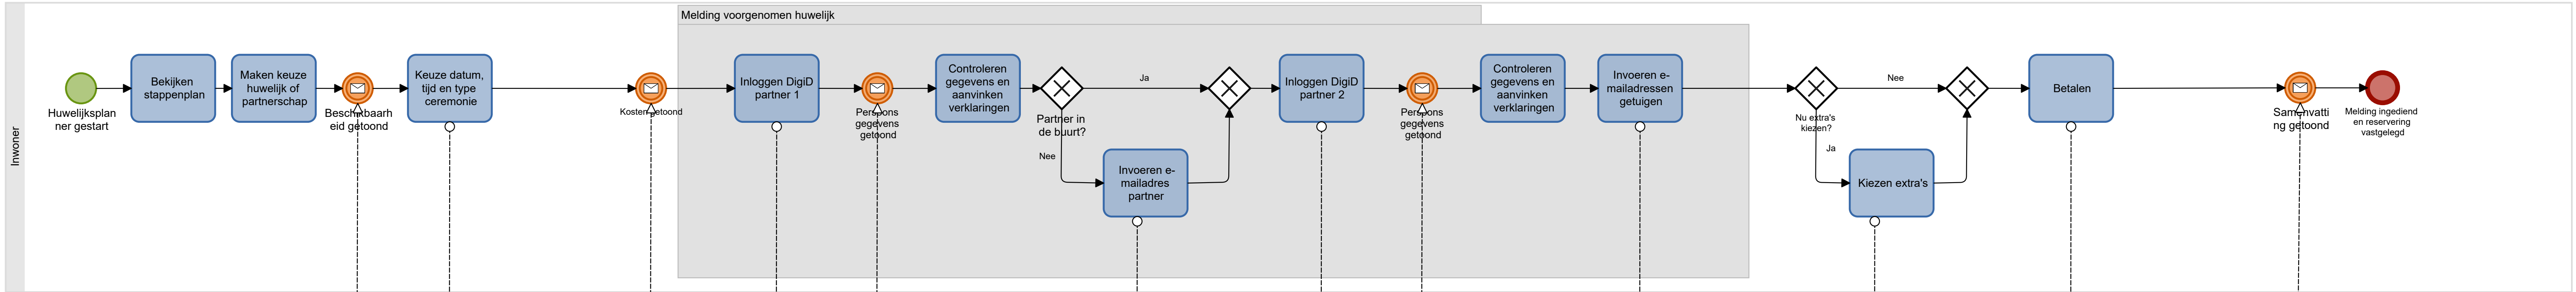 Melding voorgenomen huwelijk
Inwoner
Huwelijksplan
ner gestart
Bekijken
stappenplan
Maken keuze
huwelijk of
partnerschap
Beschikbaarh
eid getoond
Keuze datum,
tijd en type
ceremonie
Kosten getoond
Inloggen DigiD
partner 1
Persoons
gegevens
getoond
Controleren
gegevens en
aanvinken
verklaringen
Partner in
de buurt?
Ja
Nee
Invoeren e-
mailadres
partner
Inloggen DigiD
partner 2
Persoons
gegevens
getoond
Controleren
gegevens en
aanvinken
verklaringen
Invoeren e-
mailadressen
getuigen
Nu extra's
kiezen?
Nee
Ja
Kiezen extra's
Betalen
Samenvatti
ng getoond
Melding ingediend
en reservering
vastgelegd